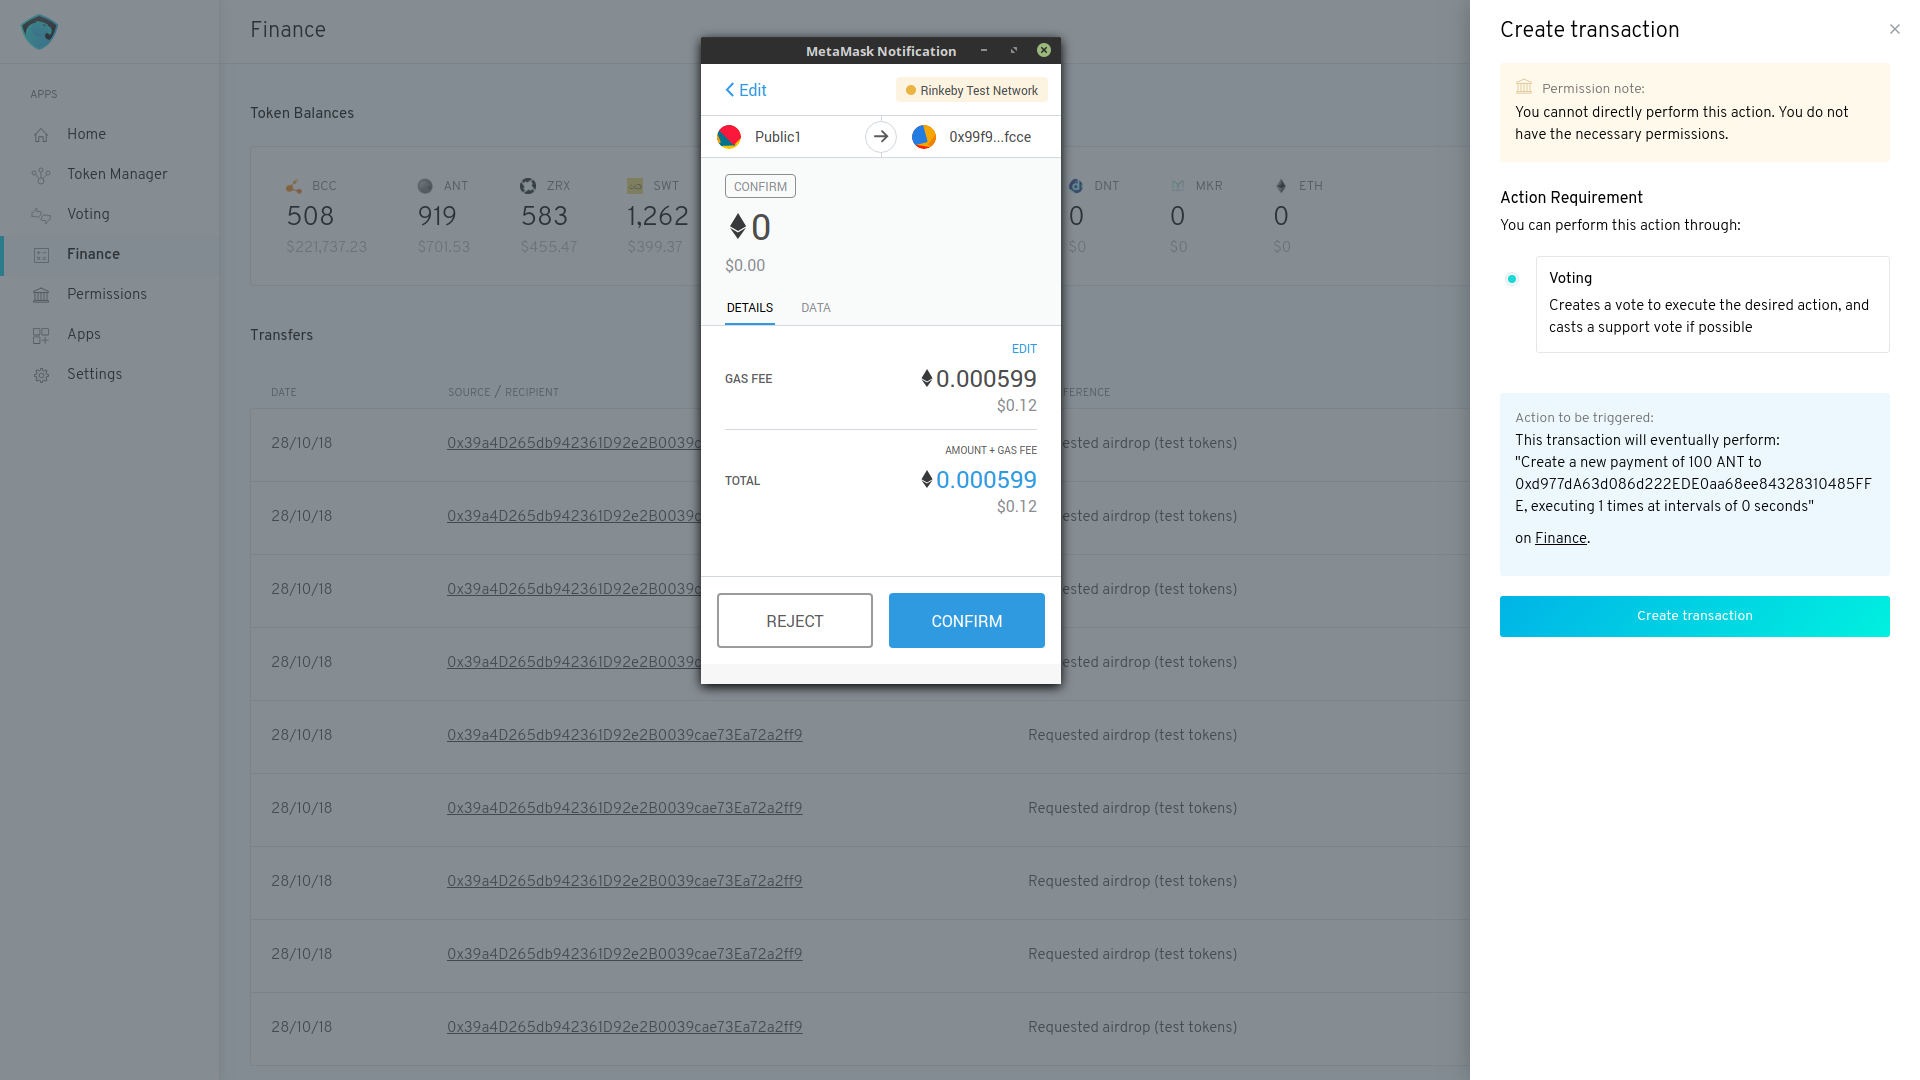 Finance
APPS
Home
Token Manager
Voting
Finance
Permissions
Apps
Settings
Token Balances
BCC
508
$221,737.23
ANT
919
$701.53
ZRX
583
$455.47
SWT
1,262
$399.37
DNT
0
$0
MKR
0
$0
ETH
0
$0
Transfers
DATE SOURCE / RECIPIENT FERENCE
28/10/18 0x39a4D265db942361D92e2B0039c ested airdrop (test tokens)
28/10/18 0x39a4D265db942361D92e2B0039c ested airdrop (test tokens)
28/10/18 0x39a4D265db942361D92e2B0039c ested airdrop (test tokens)
28/10/18 0x39a4D265db942361D92e2B0039c ested airdrop (test tokens)
28/10/18 0x39a4D265db942361D92e2B0039cae73Ea72a2ff9 Requested airdrop (test tokens)
28/10/18 0x39a4D265db942361D92e2B0039cae73Ea72a2ff9 Requested airdrop (test tokens)
28/10/18 0x39a4D265db942361D92e2B0039cae73Ea72a2ff9 Requested airdrop (test tokens)
28/10/18 0x39a4D265db942361D92e2B0039cae73Ea72a2ff9 Requested airdrop (test tokens)
28/10/18 0x39a4D265db942361D92e2B0039cae73Ea72a2ff9 Requested airdrop (test tokens)
MetaMask Notification
Edit
Rinkeby Test Network
Public1
0x99f9...fcce
CONFIRM
0
$0.00
DETAILS DATA
EDIT
GAS FEE 0.000599
$0.12
AMOUNT + GAS FEE
TOTAL 0.000599
$0.12
REJECT CONFIRM
Create transaction
Permission note:
You cannot directly perform this action. You do not
have the necessary permissions.
Action Requirement
You can perform this action through:
Voting
Creates a vote to execute the desired action, and
casts a support vote if possible
Action to be triggered:
This transaction will eventually perform:
"Create a new payment of 100 ANT to
0xd977dA63d086d222EDE0aa68ee84328310485FF
E, executing 1 times at intervals of 0 seconds"
on Finance.
Create transaction